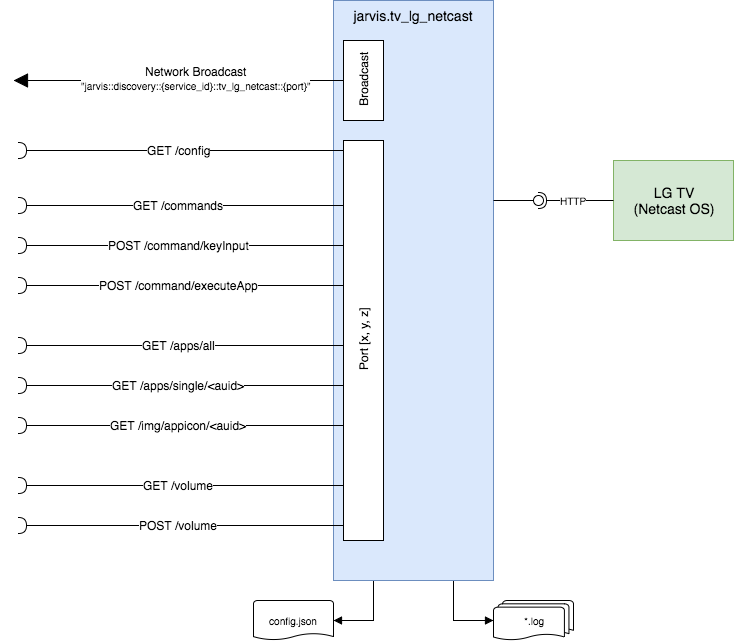 jarvis.tv_lg_netcast
Broadcast
Network Broadcast
"jarvis::discovery::{service_id}::tv_lg_netcast::{port}"
GET /config
GET /commands
POST /command/keyInput
POST /command/executeApp
GET /apps/all
GET /apps/single/<auid>
GET /img/appicon/<auid>
GET /volume
POST /volume
Port [x, y, z]
HTTP
LG TV
(Netcast OS)
config.json
*.log